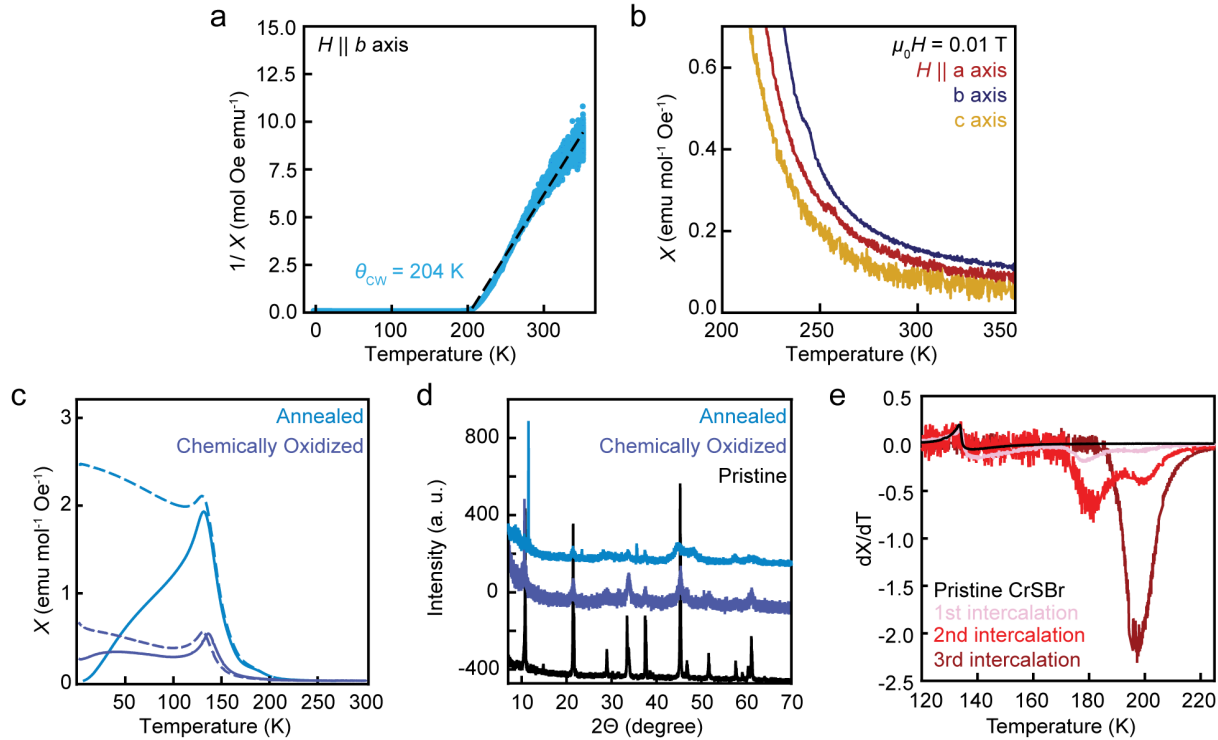 a
H || b axis
15.0
12.5
10.0
7.5
5.0
2.5
0.0
1/ X (mol Oe emu⁻¹)
θCW = 204 K
0
100
200
300
Temperature (K)
b
μ₀H = 0.01 T
H || a axis
b axis
c axis
0.6
0.4
0.2
0.0
X (emu mol⁻¹ Oe⁻¹)
200
250
300
350
Temperature (K)
c
Annealed
Chemically Oxidized
3
2
1
0
X (emu mol⁻¹ Oe⁻¹)
50
100
150
200
250
300
Temperature (K)
d
Annealed
Chemically Oxidized
Pristine
800
400
0
-400
Intensity (a. u.)
10
20
30
40
50
60
70
2Θ (degree)
e
0.5
0.0
-0.5
-1.0
-1.5
-2.0
-2.5
dX/dT
Pristine CrSBr
1st intercalation
2nd intercalation
3rd intercalation
120
140
160
180
200
220
Temperature (K)